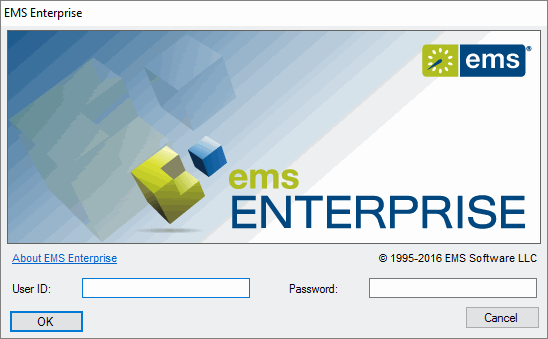 EMS Enterprise
ems®
ems
ENTERPRISE
About EMS Enterprise
© 1995-2016 EMS Software LLC
User ID:
Password:
OK
Cancel